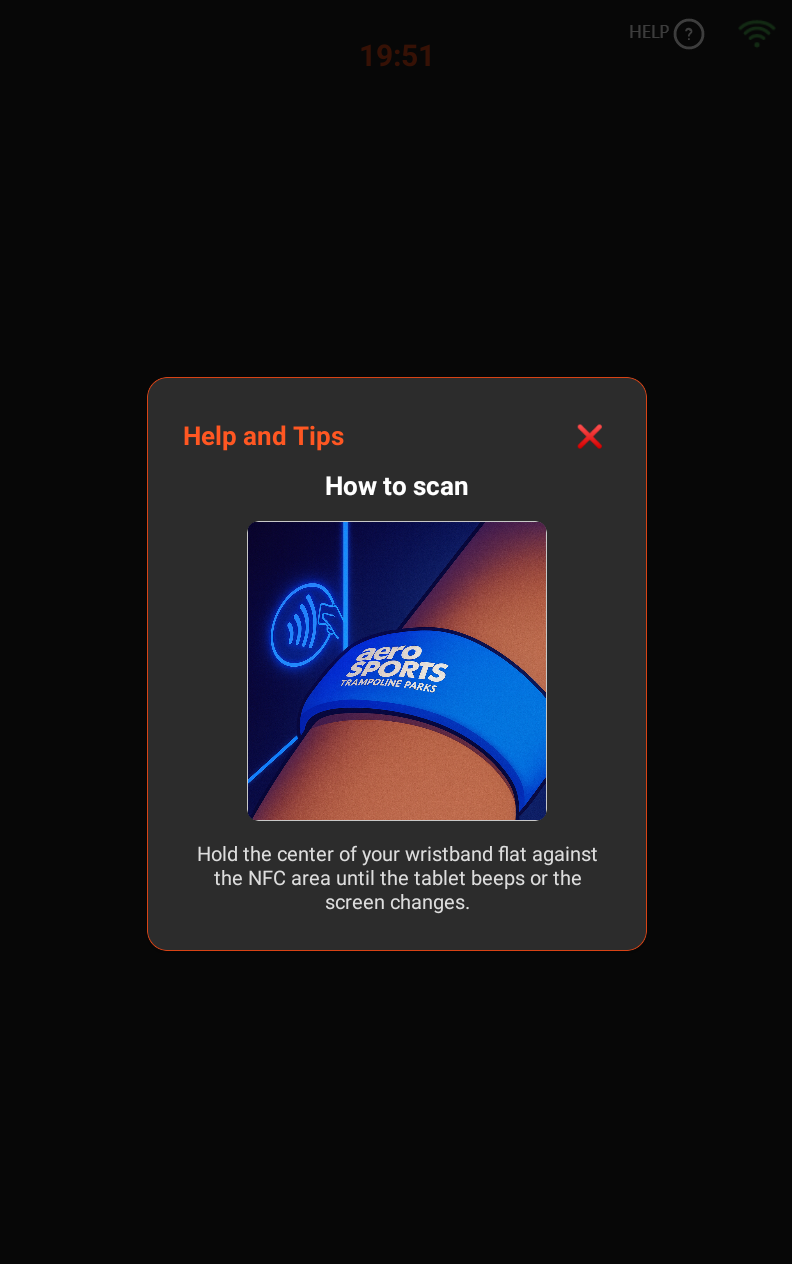 HELP ?
19:51
Help and Tips
How to scan
aero
SPORTS
TRAMPOLINE PARKS
Hold the center of your wristband flat against
the NFC area until the tablet beeps or the
screen changes.